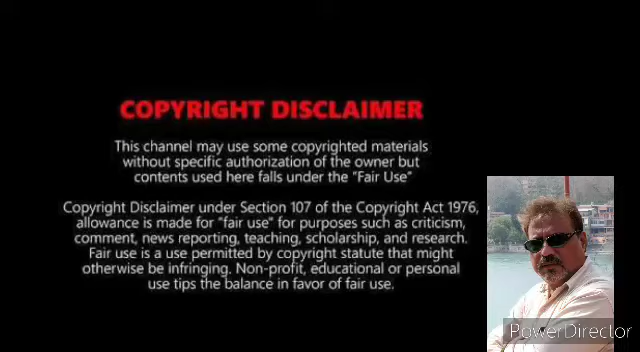 COPYRIGHT DISCLAIMER
This channel may use some copyrighted materials
without specific authorization of the owner but
contents used here falls under the "Fair Use"
Copyright Disclaimer under Section 107 of the Copyright Act 1976,
allowance is made for "fair use" for purposes such as criticism,
comment, news reporting, teaching, scholarship, and research.
Fair use is a use permitted by copyright statute that might
otherwise be infringing. Non-profit, educational or personal
use tips the balance in favor of fair use.
PowerDirector